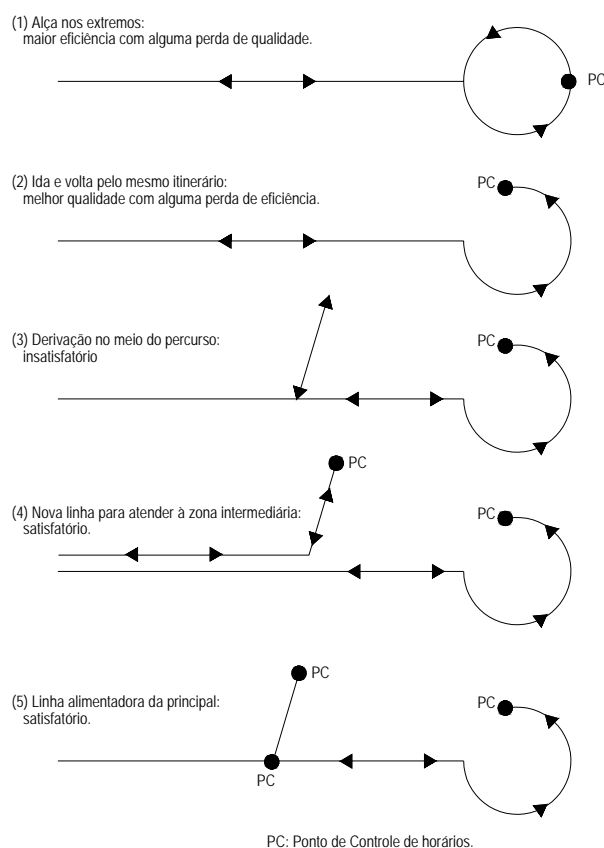 (1) Alça nos extremos:
maior eficiência com alguma perda de qualidade.
PC
(2) Ida e volta pelo mesmo itinerário:
melhor qualidade com alguma perda de eficiência.
PC
(3) Derivação no meio do percurso:
insatisfatório
PC
PC
(4) Nova linha para atender à zona intermediária:
satisfatório.
PC
PC
(5) Linha alimentadora da principal:
satisfatório.
PC
PC
PC: Ponto de Controle de horários.